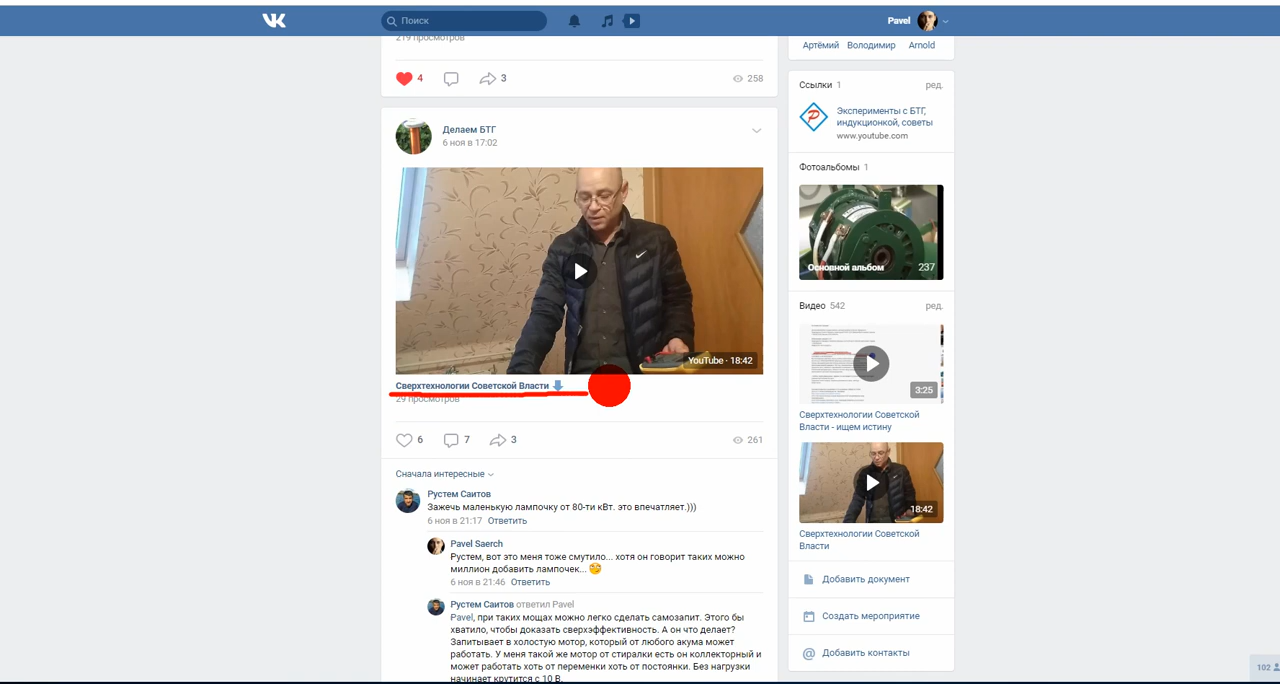 Поиск
Pavel
219 просмотров
4
3
258
Делаем БТГ
6 ноя в 17:02
YouTube · 18:42
Сверхтехнологии Советской Власти
29 просмотров
6
7
3
261
Сначала интересные
Рустем Саитов
Зажечь маленькую лампочку от 80-ти кВт. это впечатляет.)))
6 ноя в 21:17 Ответить
Pavel Saerch
Рустем, вот это меня тоже смутило... хотя он говорит таких можно
миллион добавить лампочек...
6 ноя в 21:46 Ответить
Рустем Саитов ответил Pavel
Pavel, при таких мощах можно легко сделать самозапит. Этого бы
хватило, чтобы доказать сверхэффективность. А он что делает?
Запитывает в холостую мотор, который от любого акума может
работать. У меня такой же мотор от стиралки есть он коллекторный и
может работать хоть от переменки хоть от постоянки. Без нагрузки
начинает крутится с 10 В.
Артёмий Володимир Arnold
Ссылки 1
ред.
Эксперименты с БТГ,
индукционкой, советы
www.youtube.com
Фотоальбомы 1
Основной альбом 237
Видео 542
ред.
3:25
Сверхтехнологии Советской
Власти - ищем истину
18:42
Сверхтехнологии Советской
Власти
Добавить документ
Создать мероприятие
Добавить контакты
102